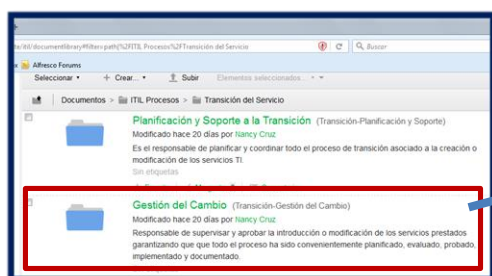 te/itil/documentlibrary#filter=path|%2FITIL Procesos%2FTransición del Servicio
Buscar
Alfresco Forums
Seleccionar
+ Crear...
Subir
Elementos seleccionados...
Documentos > ITIL Procesos > Transición del Servicio
Planificación y Soporte a la Transición (Transición-Planificación y Soporte)
Modificado hace 20 días por Nancy Cruz
Es el responsable de planificar y coordinar todo el proceso de transición asociado a la creación o
modificación de los servicios TI.
Sin etiquetas
Gestión del Cambio (Transición-Gestión del Cambio)
Modificado hace 20 días por Nancy Cruz
Responsable de supervisar y aprobar la introducción o modificación de los servicios prestados
garantizando que que todo el proceso ha sido convenientemente planificado, evaluado, probado,
implementado y documentado.